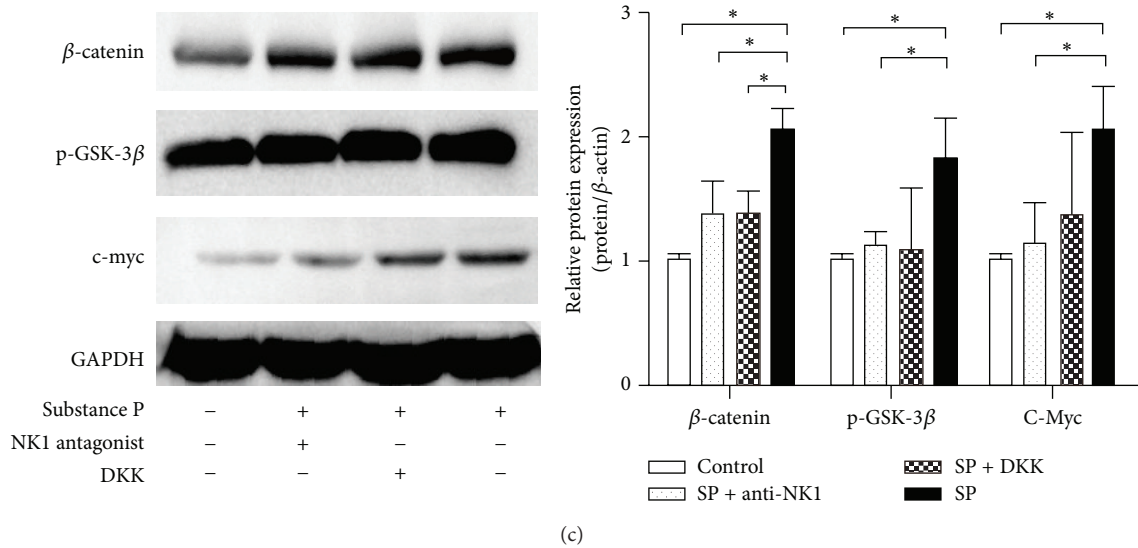 β-catenin
p-GSK-3β
c-myc
GAPDH
Substance P − + + +
NK1 antagonist − + − −
DKK − − + −
Relative protein expression
(protein/β-actin)
3
2
1
0
* * *
* *
* *
β-catenin p-GSK-3β C-Myc
Control SP + DKK
SP + anti-NK1 SP
(c)